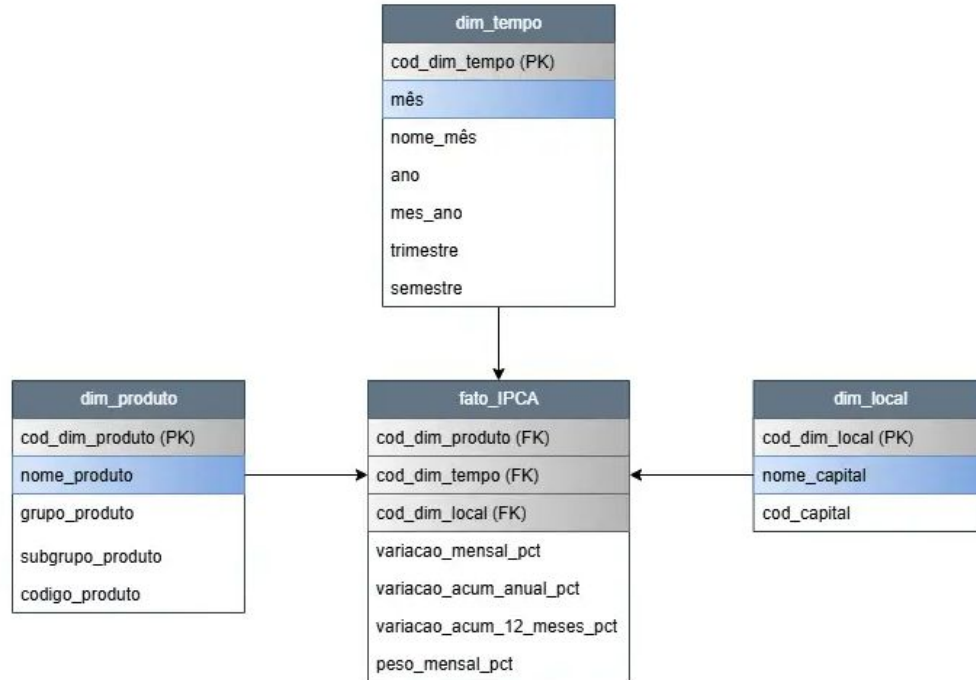 dim_tempo
cod_dim_tempo (PK)
mês
nome_mês
ano
mes_ano
trimestre
semestre
dim_produto
cod_dim_produto (PK)
nome_produto
grupo_produto
subgrupo_produto
codigo_produto
fato_IPCA
cod_dim_produto (FK)
cod_dim_tempo (FK)
cod_dim_local (FK)
variacao_mensal_pct
variacao_acum_anual_pct
variacao_acum_12_meses_pct
peso_mensal_pct
dim_local
cod_dim_local (PK)
nome_capital
cod_capital